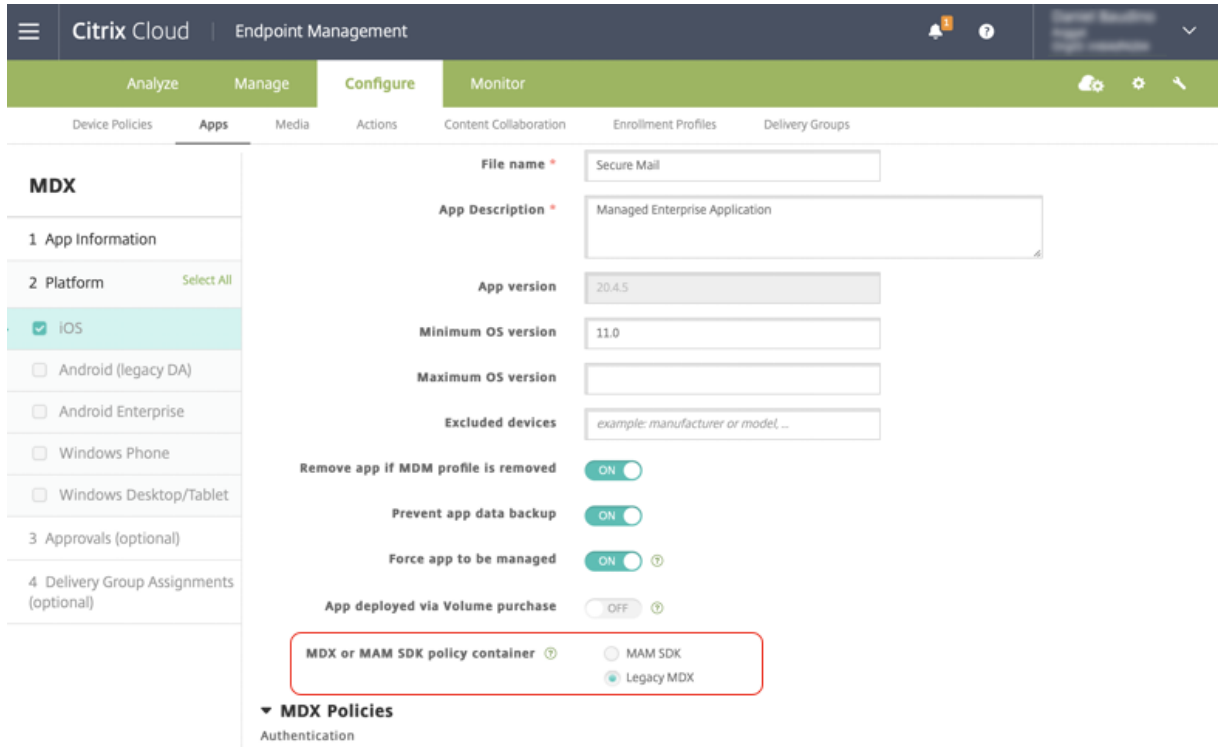 Citrix Cloud | Endpoint Management
1
?
Analyze Manage Configure Monitor
Device Policies Apps Media Actions Content Collaboration Enrollment Profiles Delivery Groups
MDX
1 App Information
2 Platform Select All
iOS
Android (legacy DA)
Android Enterprise
Windows Phone
Windows Desktop/Tablet
3 Approvals (optional)
4 Delivery Group Assignments
(optional)
File name * Secure Mail
App Description * Managed Enterprise Application
App version 20.4.5
Minimum OS version 11.0
Maximum OS version
Excluded devices example: manufacturer or model, ...
Remove app if MDM profile is removed ON
Prevent app data backup ON
Force app to be managed ON ?
App deployed via Volume purchase OFF ?
MDX or MAM SDK policy container ? MAM SDK
Legacy MDX
MDX Policies
Authentication